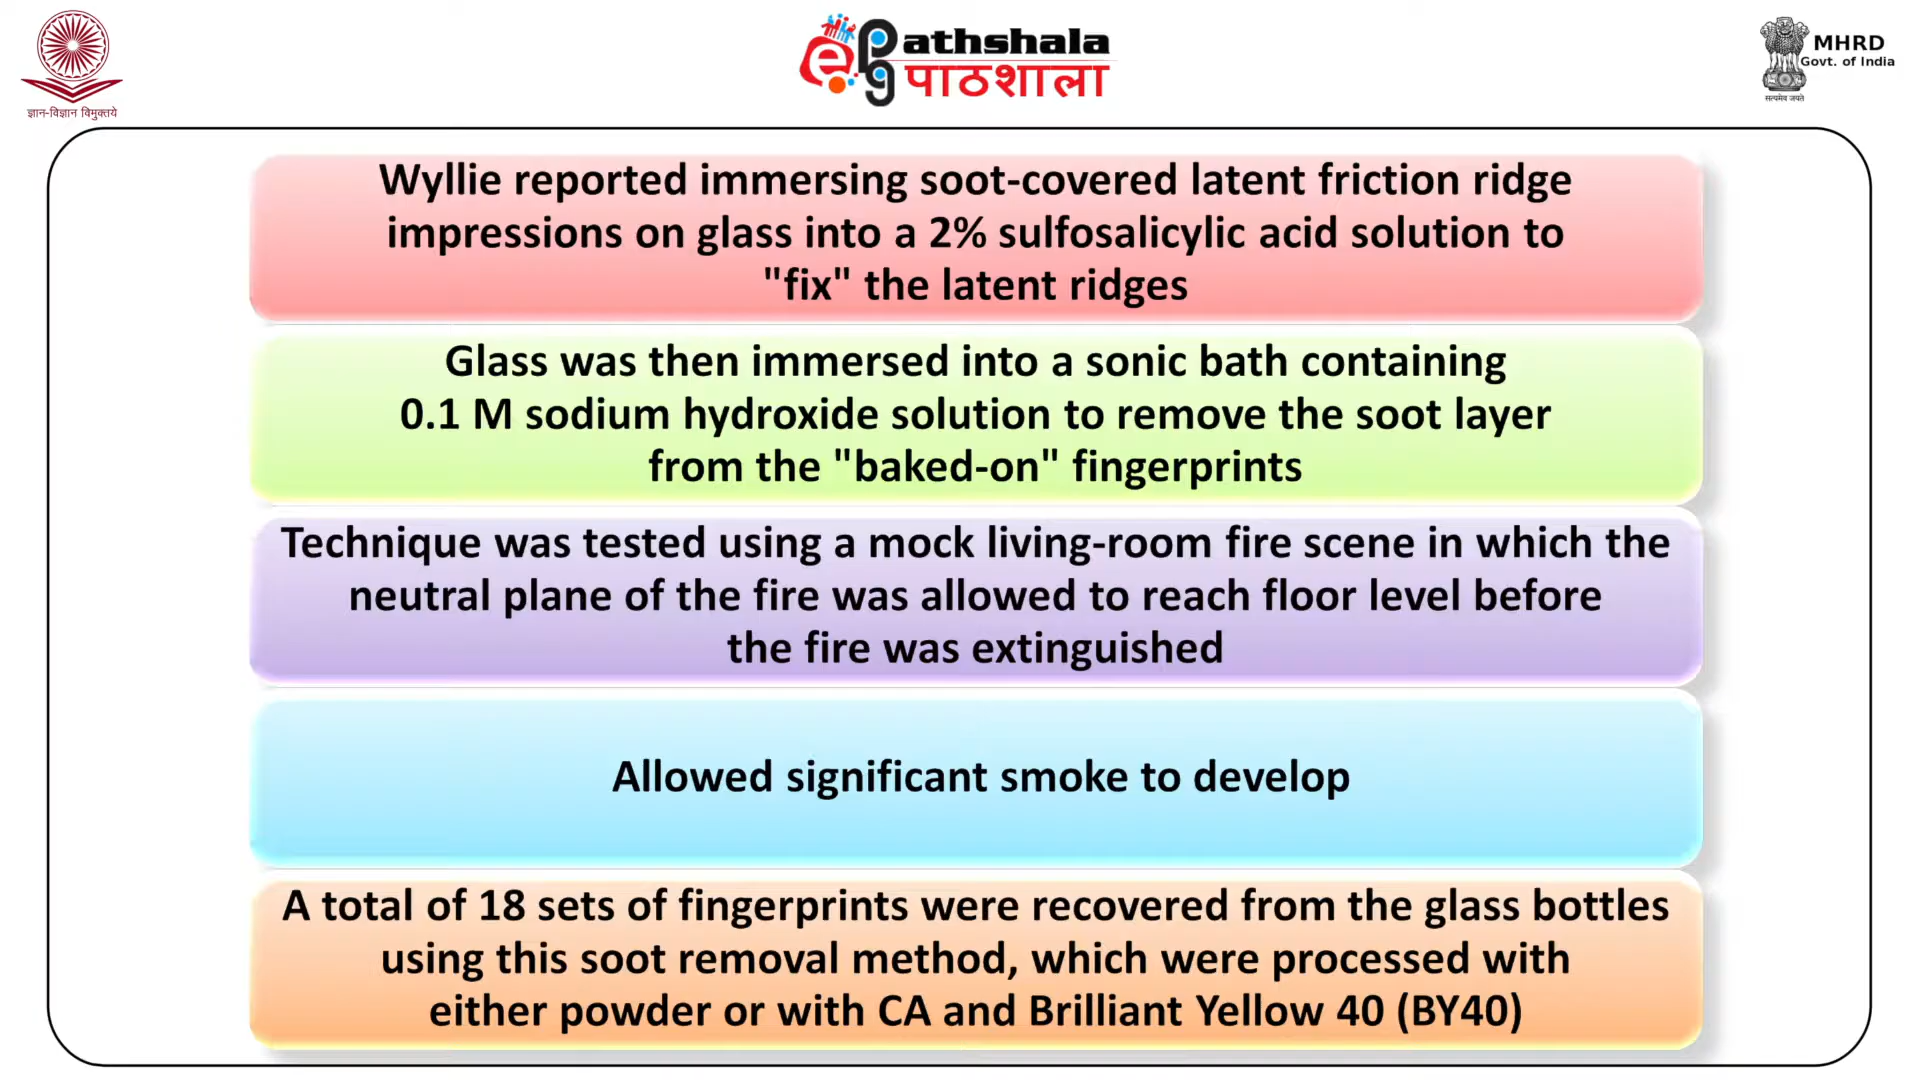 ज्ञान-विज्ञान विमुक्तये
ePg Pathshala
पाठशाला
MHRD
Govt. of India
सत्यमेव जयते
Wyllie reported immersing soot-covered latent friction ridge
impressions on glass into a 2% sulfosalicylic acid solution to
"fix" the latent ridges
Glass was then immersed into a sonic bath containing
0.1 M sodium hydroxide solution to remove the soot layer
from the "baked-on" fingerprints
Technique was tested using a mock living-room fire scene in which the
neutral plane of the fire was allowed to reach floor level before
the fire was extinguished
Allowed significant smoke to develop
A total of 18 sets of fingerprints were recovered from the glass bottles
using this soot removal method, which were processed with
either powder or with CA and Brilliant Yellow 40 (BY40)